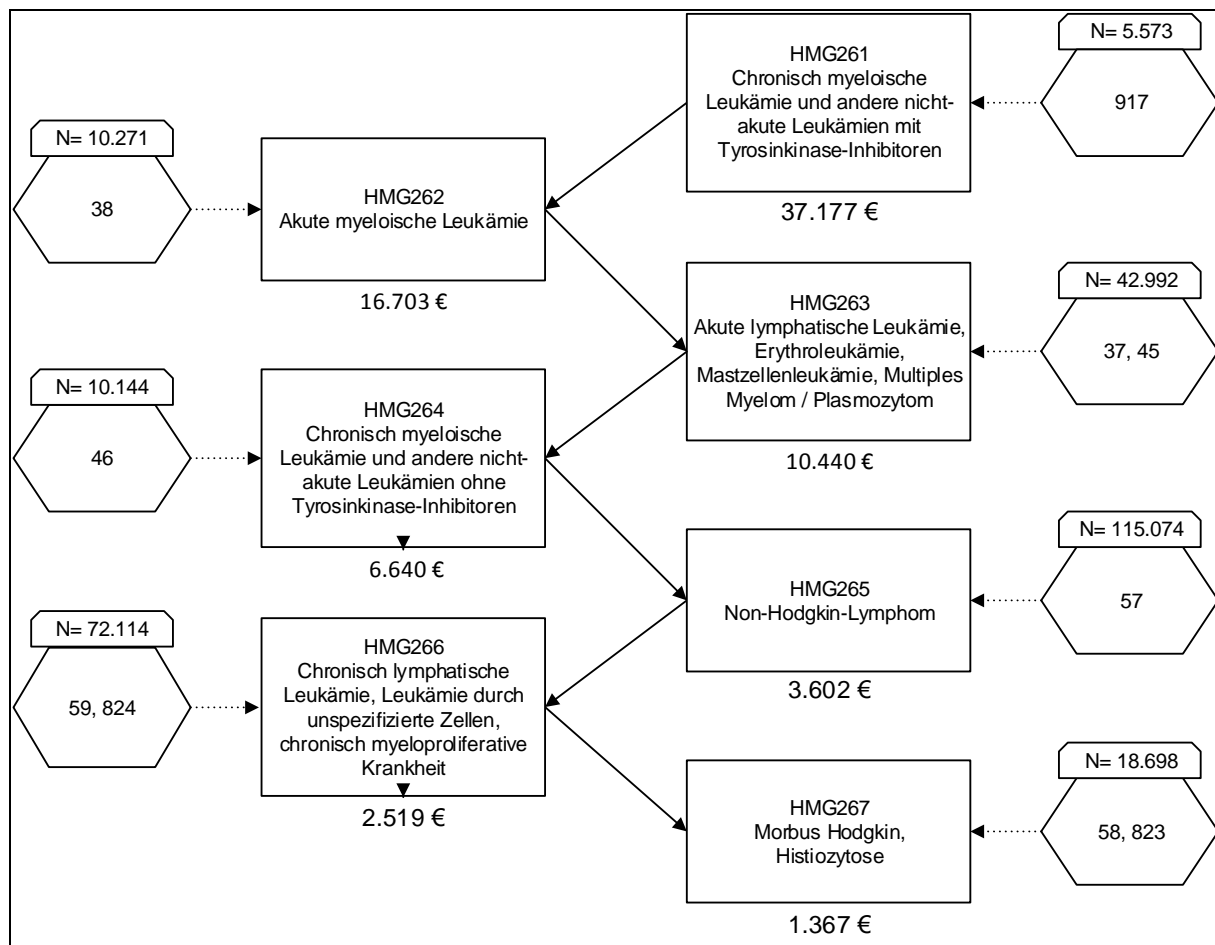 N= 5.573
917
HMG261
Chronisch myeloische
Leukämie und andere nicht-
akute Leukämien mit
Tyrosinkinase-Inhibitoren
37.177 €
N= 10.271
38
HMG262
Akute myeloische Leukämie
16.703 €
N= 42.992
37, 45
HMG263
Akute lymphatische Leukämie,
Erythroleukämie,
Mastzellenleukämie, Multiples
Myelom / Plasmozytom
10.440 €
N= 10.144
46
HMG264
Chronisch myeloische
Leukämie und andere nicht-
akute Leukämien ohne
Tyrosinkinase-Inhibitoren
6.640 €
N= 115.074
57
HMG265
Non-Hodgkin-Lymphom
3.602 €
N= 72.114
59, 824
HMG266
Chronisch lymphatische
Leukämie, Leukämie durch
unspezifizierte Zellen,
chronisch myeloproliferative
Krankheit
2.519 €
N= 18.698
58, 823
HMG267
Morbus Hodgkin,
Histiozytose
1.367 €